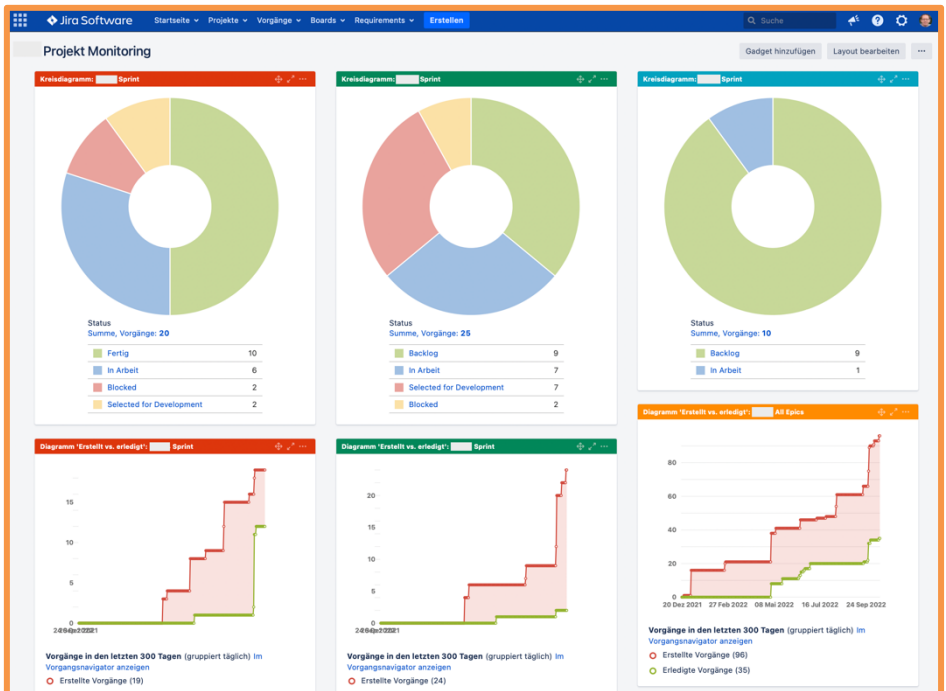 Jira Software Startseite Projekte Vorgänge Boards Requirements Erstellen Suche
Projekt Monitoring
Gadget hinzufügen Layout bearbeiten ...
Kreisdiagramm: Sprint
Status
Summe, Vorgänge: 20
Fertig 10
In Arbeit 6
Blocked 2
Selected for Development 2
Kreisdiagramm: Sprint
Status
Summe, Vorgänge: 25
Backlog 9
In Arbeit 7
Selected for Development 7
Blocked 2
Kreisdiagramm: Sprint
Status
Summe, Vorgänge: 10
Backlog 9
In Arbeit 1
Diagramm 'Erstellt vs. erledigt': Sprint
15
10
5
0
Vorgänge in den letzten 300 Tagen (gruppiert täglich) Im
Vorgangsnavigator anzeigen
Erstellte Vorgänge (19)
Diagramm 'Erstellt vs. erledigt': Sprint
20
15
10
5
0
Vorgänge in den letzten 300 Tagen (gruppiert täglich) Im
Vorgangsnavigator anzeigen
Erstellte Vorgänge (24)
Diagramm 'Erstellt vs. erledigt': All Epics
80
60
40
20
0
20 Dez 2021 27 Feb 2022 08 Mai 2022 16 Jul 2022 24 Sep 2022
Vorgänge in den letzten 300 Tagen (gruppiert täglich) Im
Vorgangsnavigator anzeigen
Erstellte Vorgänge (96)
Erledigte Vorgänge (35)